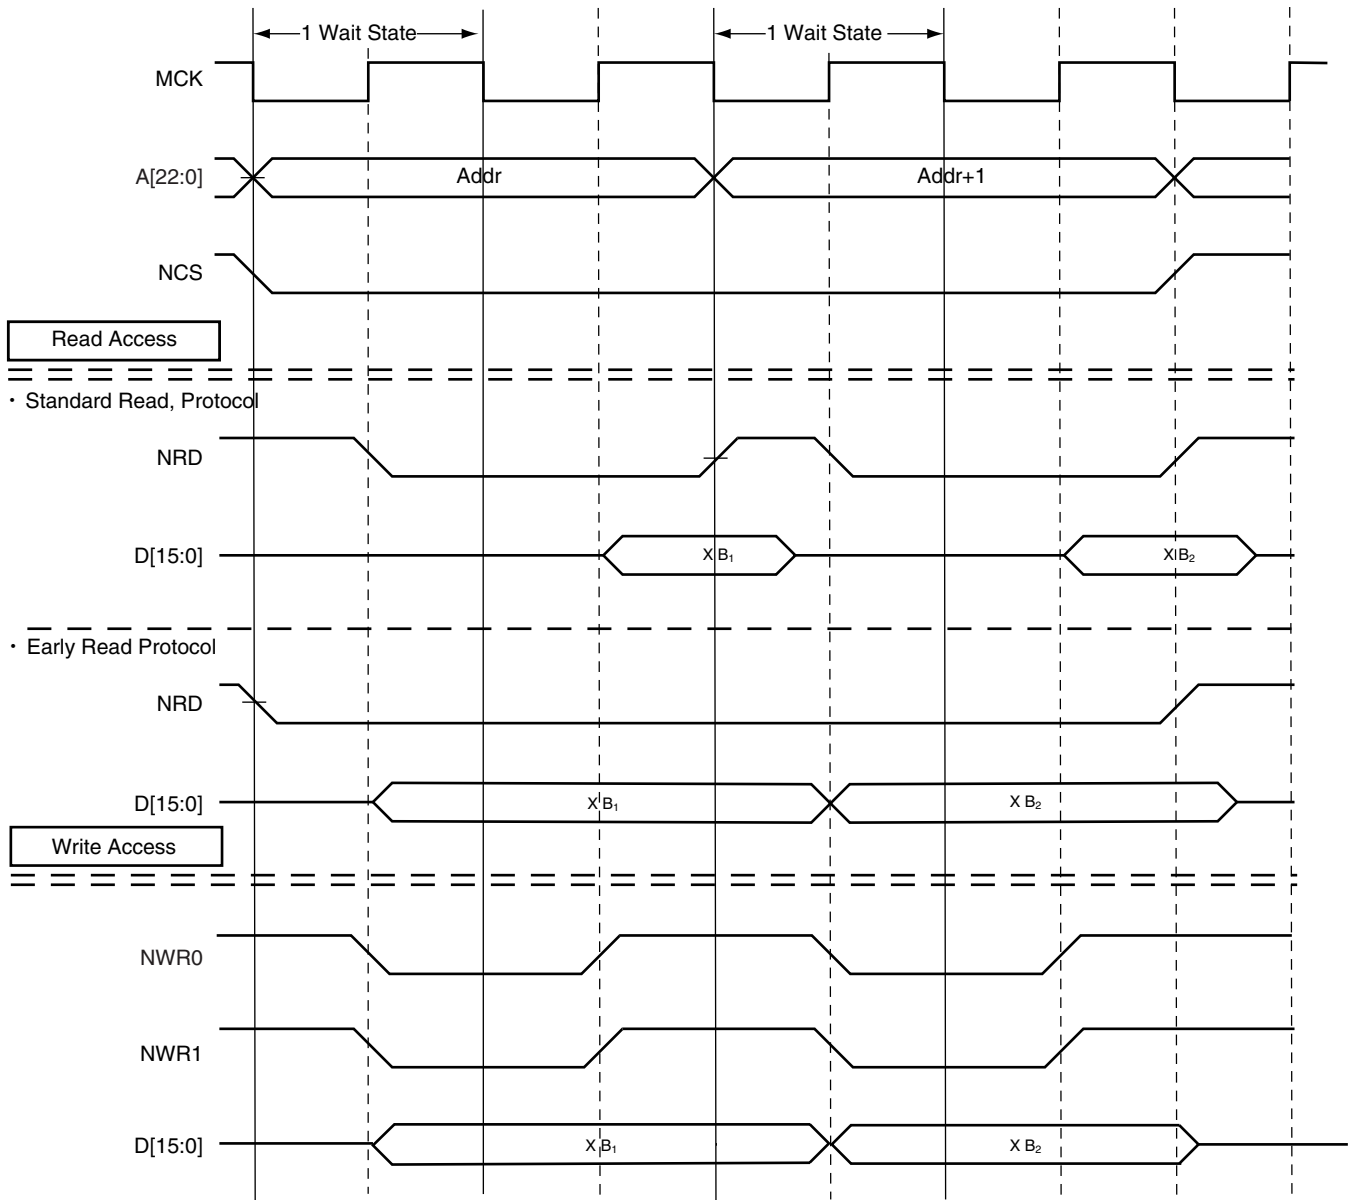 1 Wait State 1 Wait State
MCK
A[22:0] Addr Addr+1
NCS
Read Access
· Standard Read, Protocol
NRD
D[15:0] X B₁ X B₂
· Early Read Protocol
NRD
D[15:0] X B₁ X B₂
Write Access
NWR0
NWR1
D[15:0] X B₁ X B₂